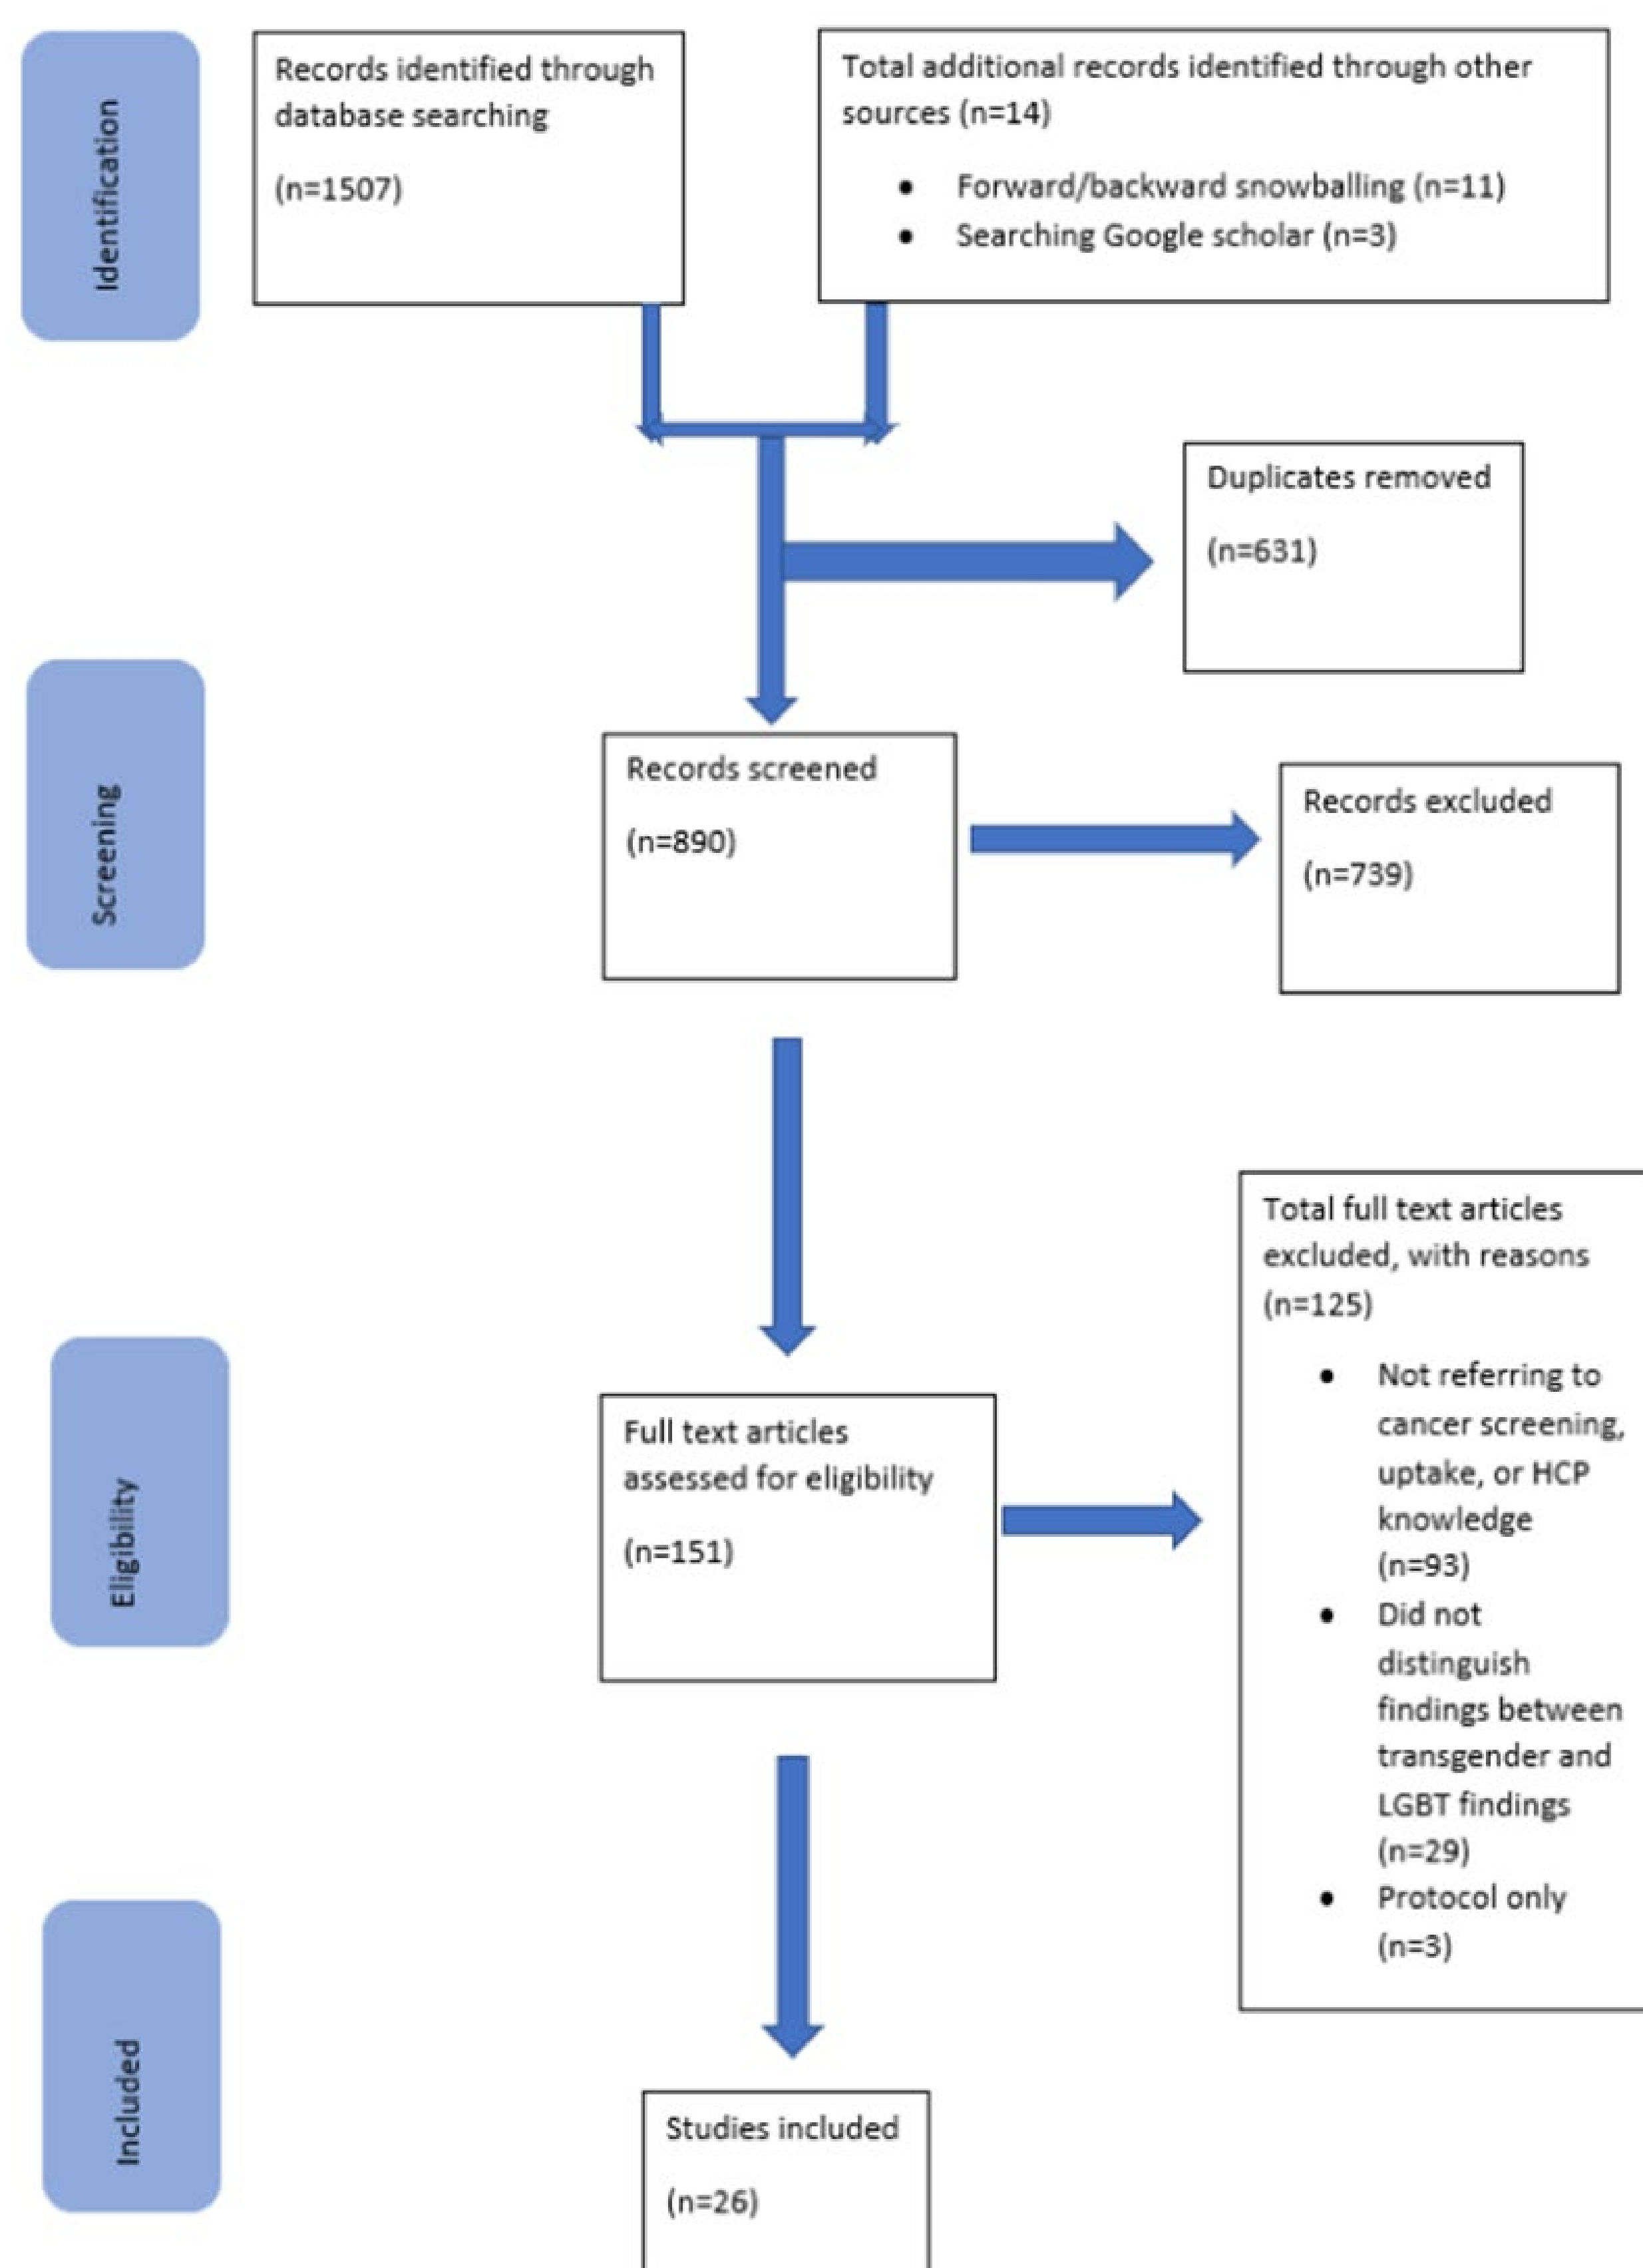 Identification
Records identified through
database searching
(n=1507)
Total additional records identified through other
sources (n=14)
• Forward/backward snowballing (n=11)
• Searching Google scholar (n=3)
Duplicates removed
(n=631)
Screening
Records screened
(n=890)
Records excluded
(n=739)
Eligibility
Full text articles
assessed for eligibility
(n=151)
Total full text articles
excluded, with reasons
(n=125)
• Not referring to
cancer screening,
uptake, or HCP
knowledge
(n=93)
• Did not
distinguish
findings between
transgender and
LGBT findings
(n=29)
• Protocol only
(n=3)
Included
Studies included
(n=26)